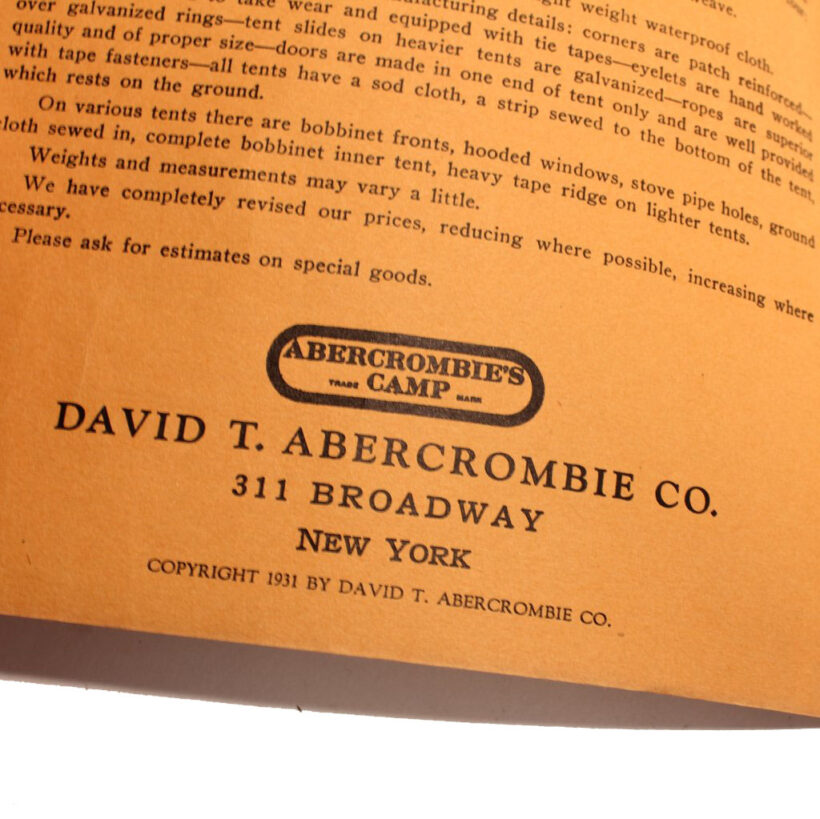 weight waterproof cloth.
take wear and equipped with tie tapes—eyelets are hand worked
over galvanized rings—tent slides on heavier tents are galvanized—ropes are superior
quality and of proper size—doors are made in one end of tent only and are well provided
with tape fasteners—all tents have a sod cloth, a strip sewed to the bottom of the tent,
which rests on the ground.
On various tents there are bobbinet fronts, hooded windows, stove pipe holes, ground
cloth sewed in, complete bobbinet inner tent, heavy tape ridge on lighter tents.
Weights and measurements may vary a little.
We have completely revised our prices, reducing where possible, increasing where
cessary.
Please ask for estimates on special goods.
ABERCROMBIE'S
TRADE CAMP MARK
DAVID T. ABERCROMBIE CO.
311 BROADWAY
NEW YORK
COPYRIGHT 1931 BY DAVID T. ABERCROMBIE CO.